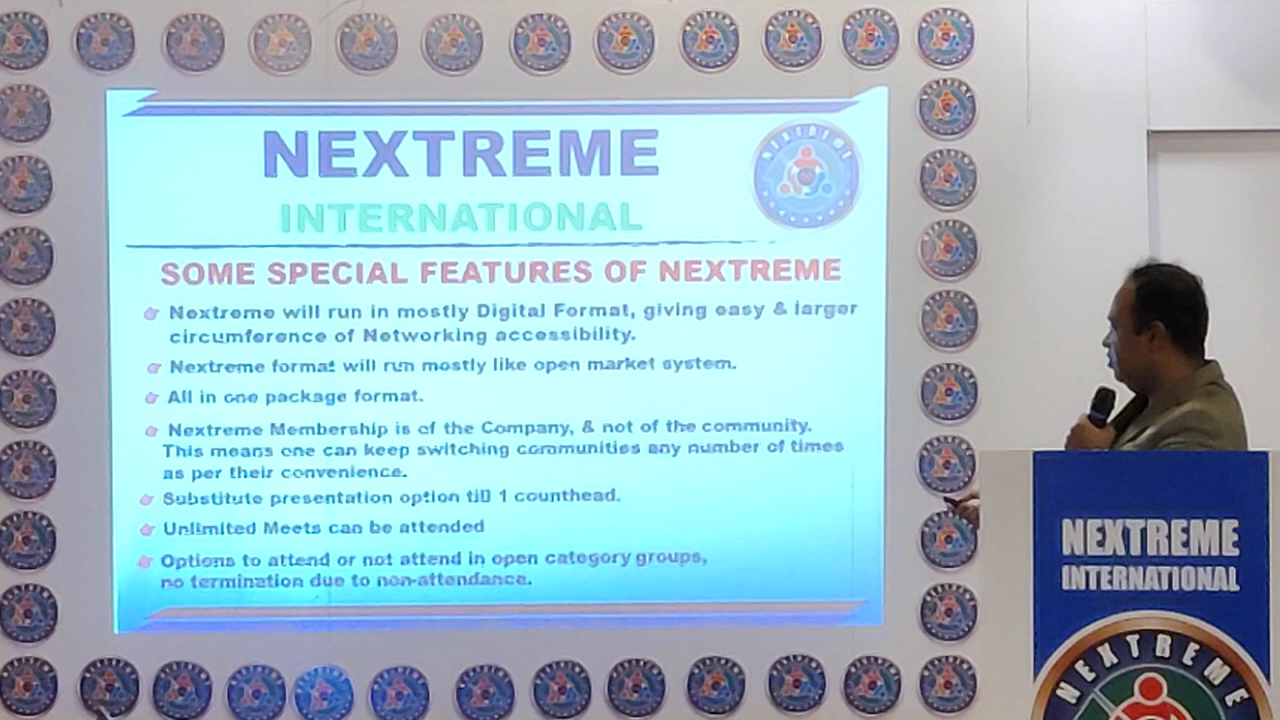 NEXTREME
INTERNATIONAL
NEXTREME
SOME SPECIAL FEATURES OF NEXTREME
Nextreme will run in mostly Digital Format, giving easy & larger
circumference of Networking accessibility.
Nextreme format will run mostly like open market system.
All in one package format.
Nextreme Membership is of the Company, & not of the community.
This means one can keep switching communities any number of times
as per their convenience.
Substitute presentation option till 1 counthead.
Unlimited Meets can be attended
Options to attend or not attend in open category groups,
no termination due to non-attendance.
NEXTREME
INTERNATIONAL
NEXTREME